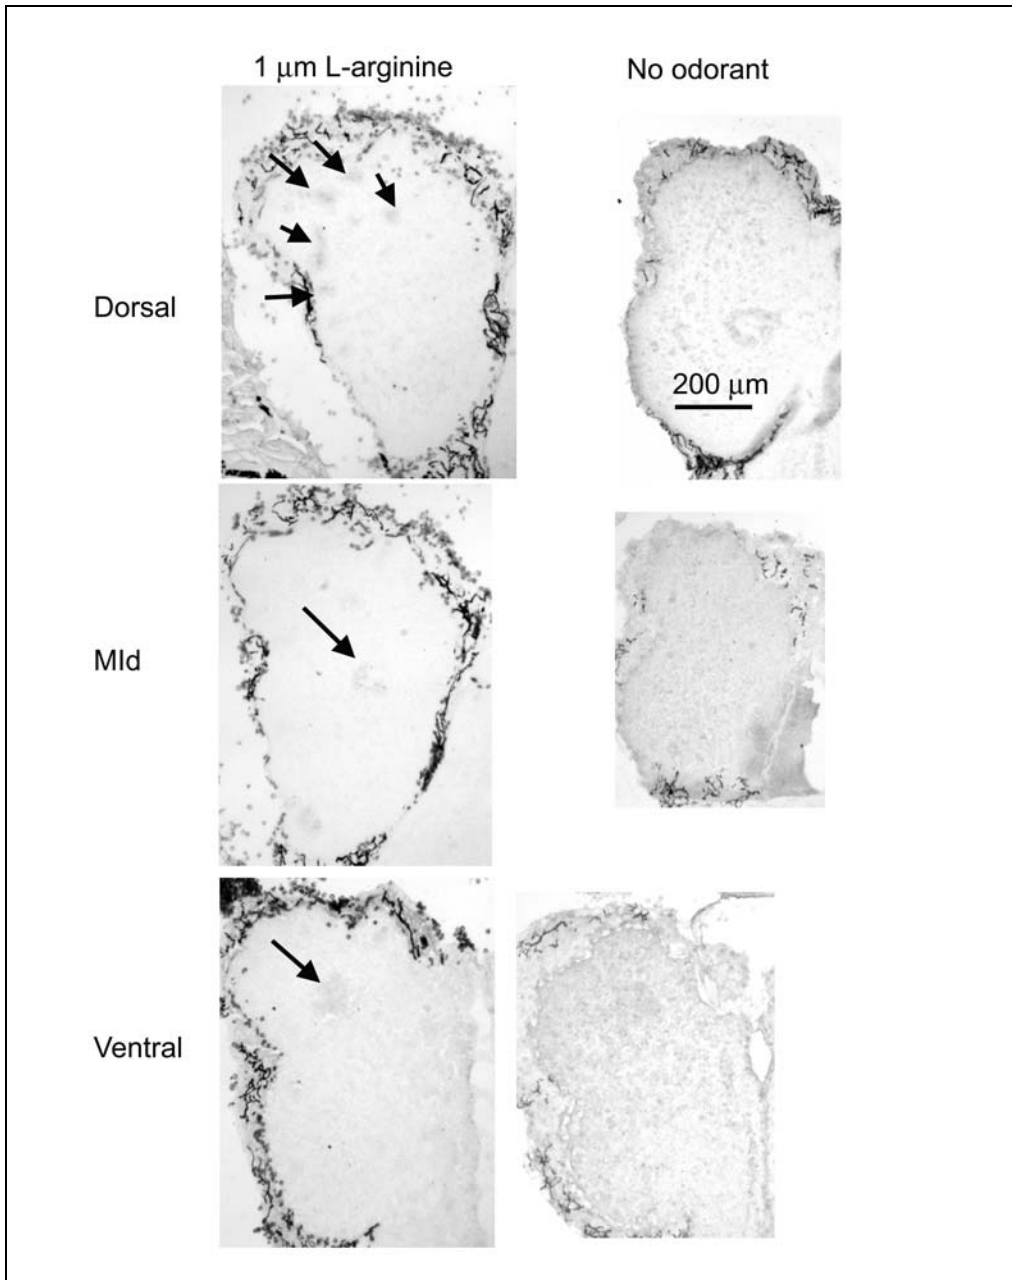 1 μm L-arginine
No odorant
Dorsal
200 μm
MId
Ventral